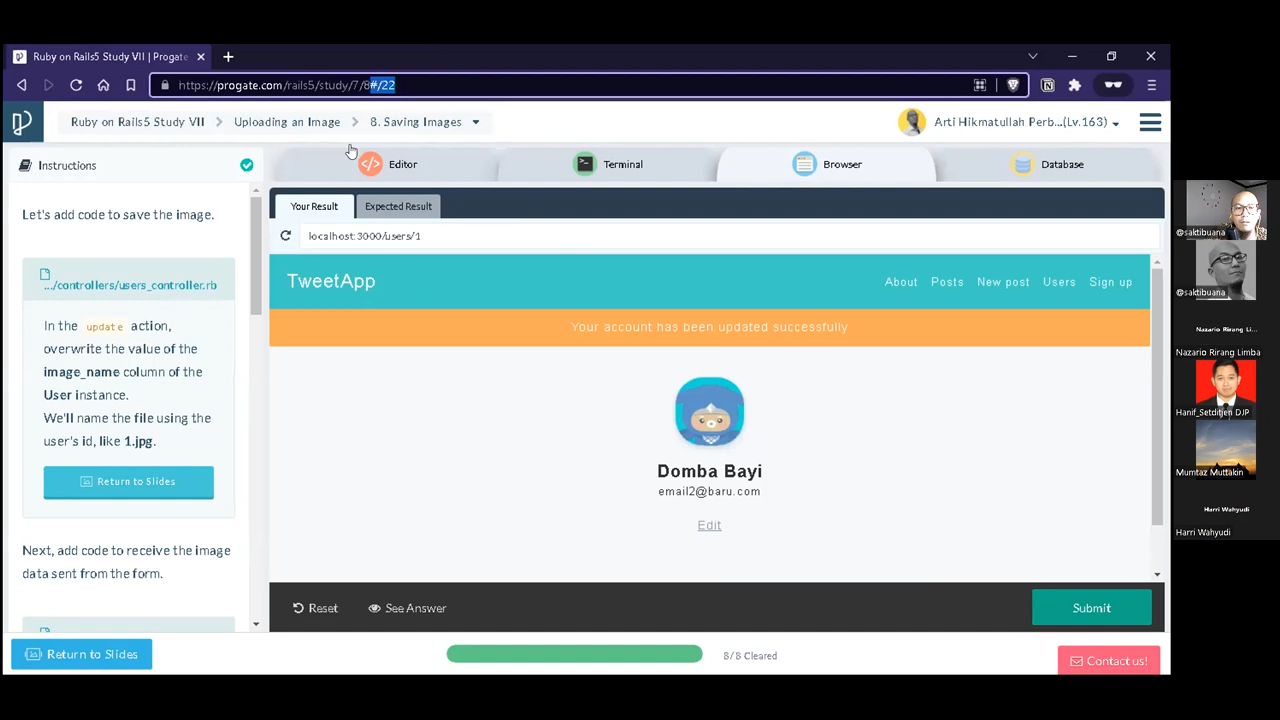 Ruby on Rails5 Study VII | Progate
https://progate.com/rails5/study/7/8#/22
Ruby on Rails5 Study VII
Uploading an Image
8. Saving Images
Arti Hikmatullah Perb...(Lv.163)
Instructions
Editor
Terminal
Browser
Database
Let's add code to save the image.
.../controllers/users_controller.rb
In the update action,
overwrite the value of the
image_name column of the
User instance.
We'll name the file using the
user's id, like 1.jpg.
Return to Slides
Next, add code to receive the image
data sent from the form.
Your Result
Expected Result
localhost:3000/users/1
TweetApp
About
Posts
New post
Users
Sign up
Your account has been updated successfully
Domba Bayi
email2@baru.com
Edit
Reset
See Answer
Submit
Return to Slides
8/8 Cleared
Contact us!
@saktibuana
@saktibuana
Nazario Rirang Li...
Nazario Rirang Limba
Hanif_Setditjen DJP
Mumtaz Muttakin
Harri Wahyudi
Harri Wahyudi